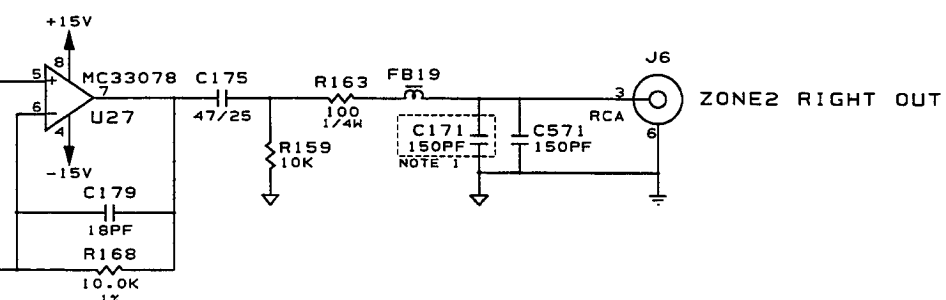 +15V
8
5
+
MC33078
7
6
−
U27
4
-15V
C175
47/25
R163
100
1/4W
FB19
J6
3
RCA
6
ZONE2 RIGHT OUT
R159
10K
C171
150PF
NOTE 1
C571
150PF
C179
18PF
R168
10.0K
1%